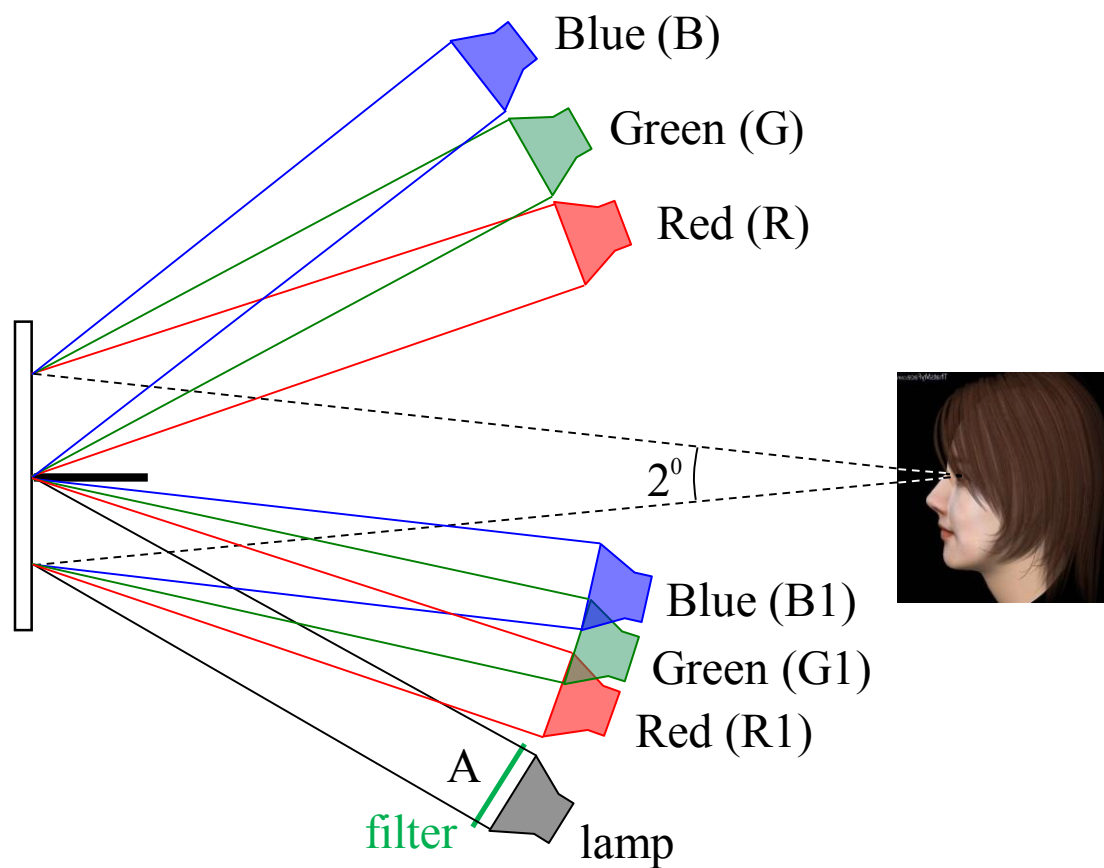 Blue (B)
Green (G)
Red (R)
2⁰
Blue (B1)
Green (G1)
Red (R1)
A
filter
lamp